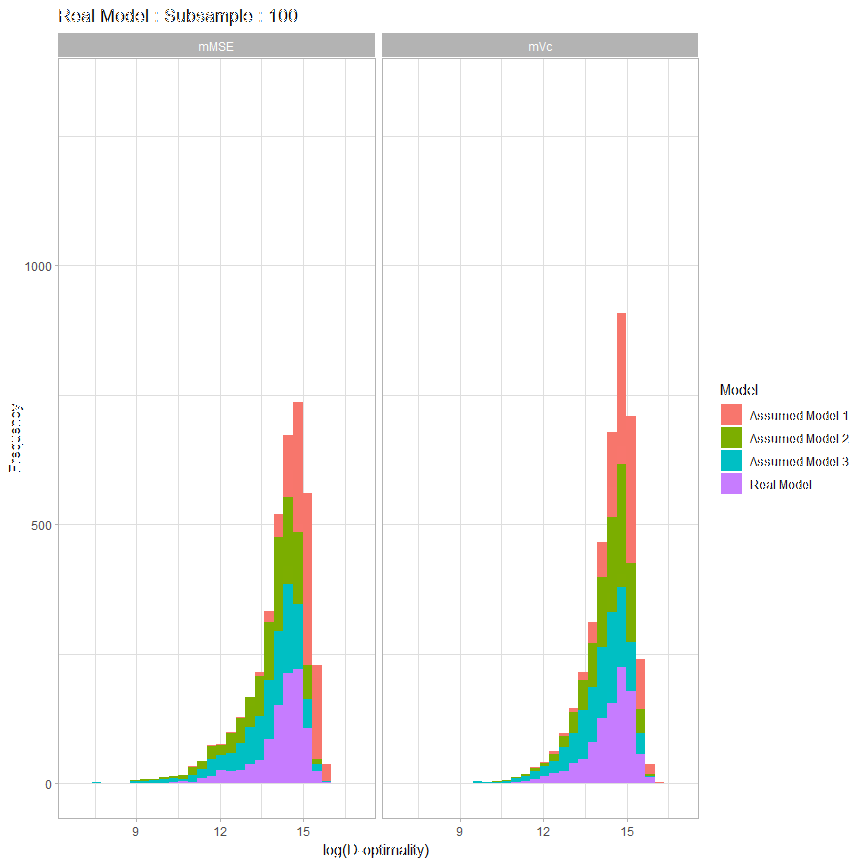 Real Model :: Subsample :: 100
mMSE
mVc
1000
500
0
Frequency
9
12
15
9
12
15
log(D-optimality)
Model
Assumed Model 1
Assumed Model 2
Assumed Model 3
Real Model